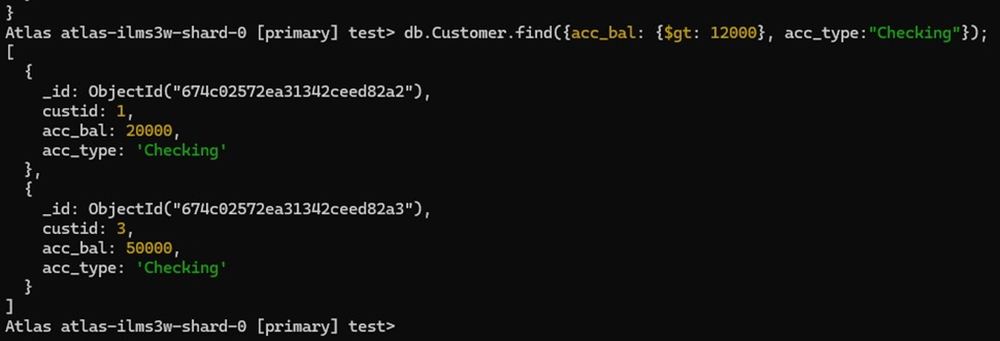 }
Atlas atlas-ilms3w-shard-0 [primary] test> db.Customer.find({acc_bal: {$gt: 12000}, acc_type:"Checking"});
[
  {
    _id: ObjectId("674c02572ea31342ceed82a2"),
    custid: 1,
    acc_bal: 20000,
    acc_type: 'Checking'
  },
  {
    _id: ObjectId("674c02572ea31342ceed82a3"),
    custid: 3,
    acc_bal: 50000,
    acc_type: 'Checking'
  }
]
Atlas atlas-ilms3w-shard-0 [primary] test>